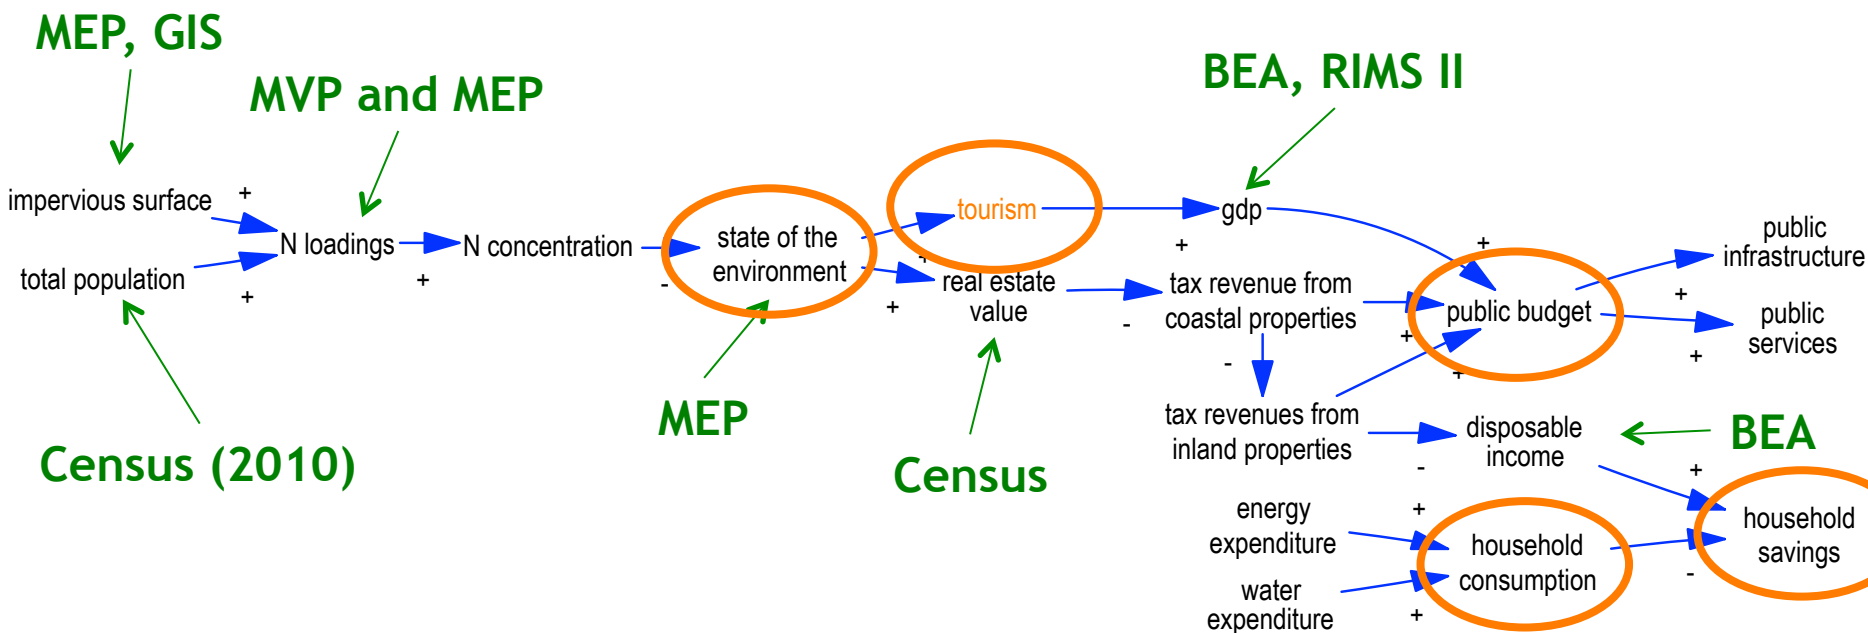 MEP, GIS
MVP and MEP
BEA, RIMS II
impervious surface
+
total population
+
N loadings
+
N concentration
-
state of the
environment
tourism
+
real estate
value
+
gdp
+
-
tax revenue from
coastal properties
+
-
+
public budget
+
public
infrastructure
+
public
services
+
MEP
Census (2010)
Census
tax revenues from
inland properties
-
disposable
income
BEA
+
energy
expenditure
+
household
consumption
-
household
savings
water
expenditure
+